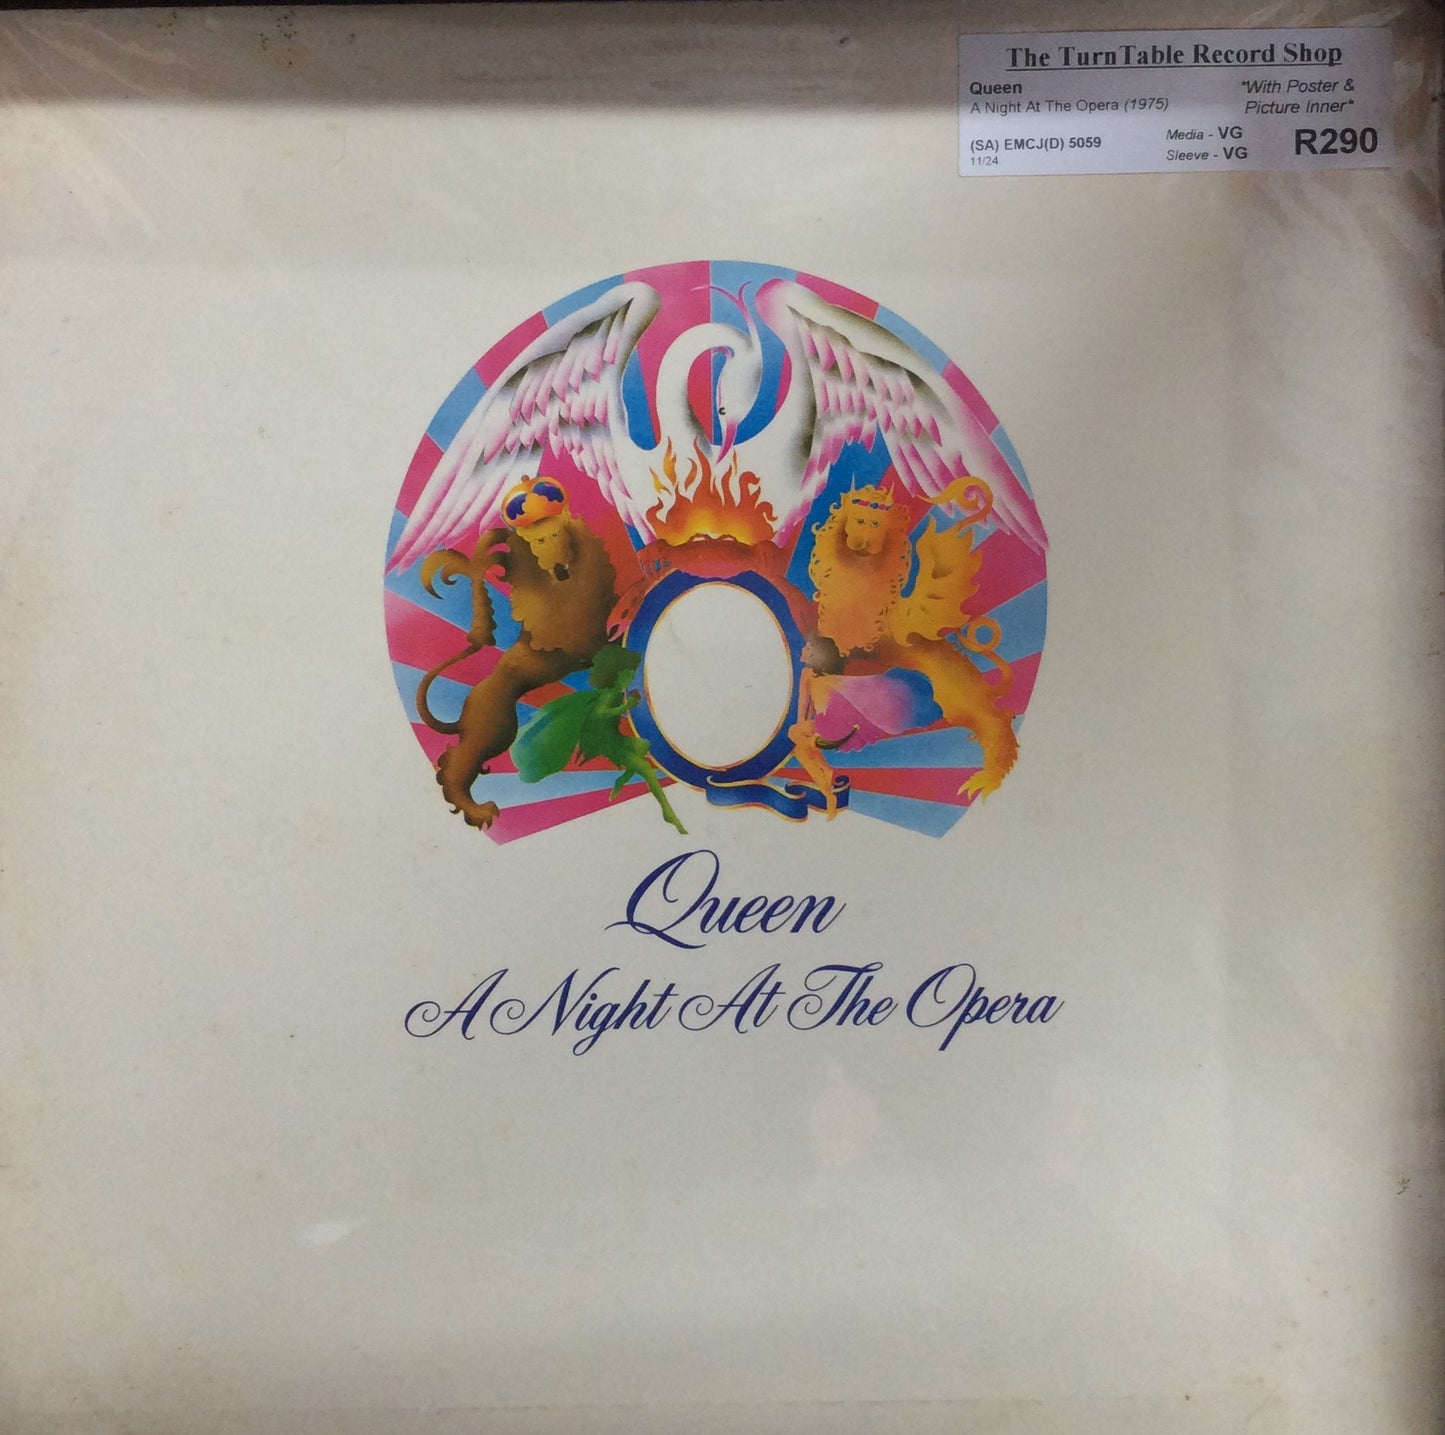 The TurnTable Record Shop
Queen
A Night At The Opera (1975)
*With Poster &
Picture Inner*
(SA) EMCJ(D) 5059
11/24
Media - VG
Sleeve - VG
R290
Queen
A Night At The Opera